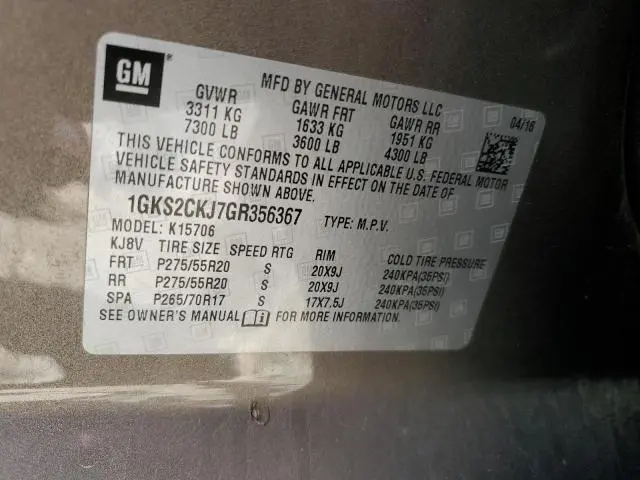 GM
MFD BY GENERAL MOTORS LLC
04/16
GVWR GAWR FRT GAWR RR
3311 KG 1633 KG 1951 KG
7300 LB 3600 LB 4300 LB
THIS VEHICLE CONFORMS TO ALL APPLICABLE U.S. FEDERAL MOTOR
VEHICLE SAFETY STANDARDS IN EFFECT ON THE DATE OF
MANUFACTURE SHOWN ABOVE.
1GKS2CKJ7GR356367 TYPE: M.P.V.
MODEL: K15706
KJ8V TIRE SIZE SPEED RTG RIM COLD TIRE PRESSURE
FRT P275/55R20 S 20X9J 240KPA(35PSI)
RR P275/55R20 S 20X9J 240KPA(35PSI)
SPA P265/70R17 S 17X7.5J 240KPA(35PSI)
SEE OWNER'S MANUAL FOR MORE INFORMATION.